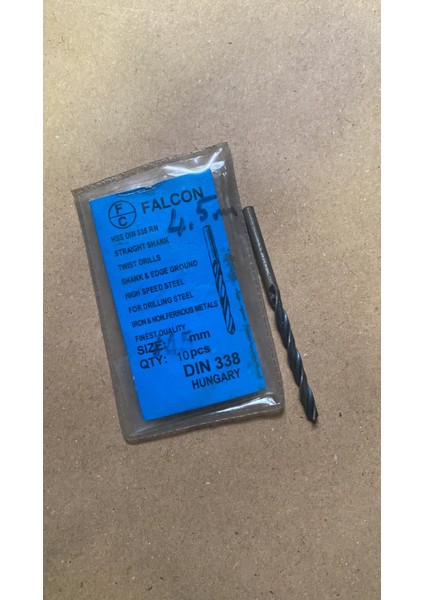 F
C
FALCON
4.5 m
HSS DIN 338 RN
STRAIGHT SHANK
TWIST DRILLS
SHANK & EDGE GROUND
HIGH SPEED STEEL
FOR DRILLING STEEL
IRON & NON.FERROUS METALS
FINEST QUALITY
SIZE: 4.5 mm
QTY: 10pcs
DIN 338
HUNGARY